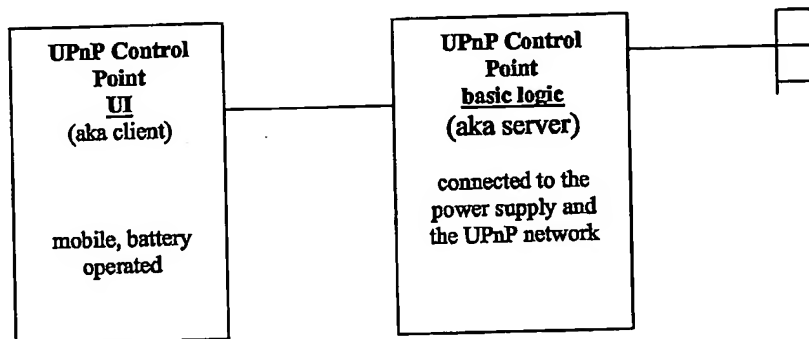 UPnP Control
Point
UI
(aka client)
mobile, battery
operated
UPnP Control
Point
basic logic
(aka server)
connected to the
power supply and
the UPnP network